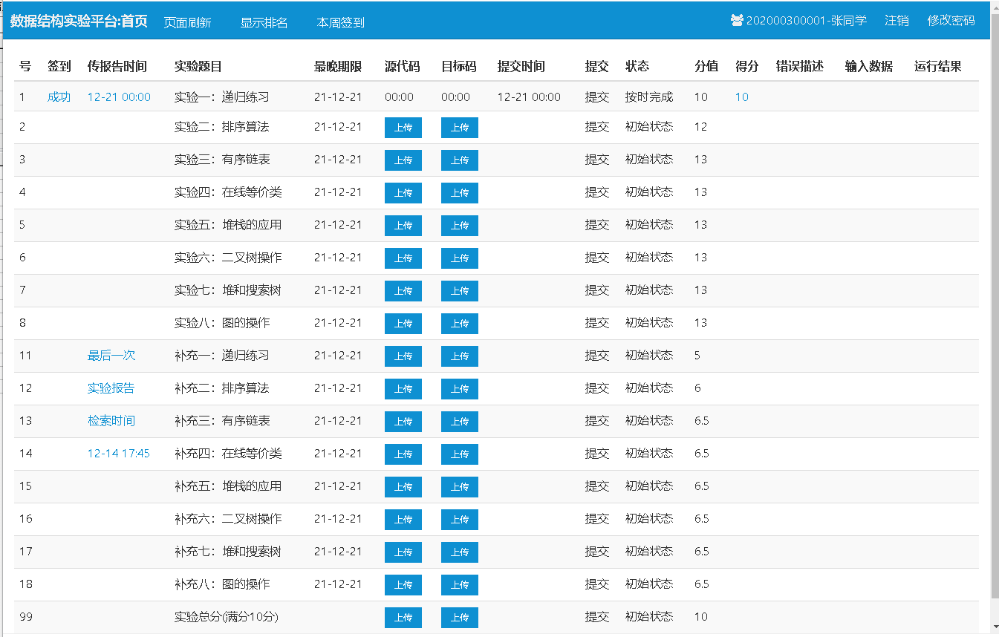 数据结构实验平台:首页 页面刷新 显示排名 本周签到 202000300001-张同学 注销 修改密码
号 签到 传报告时间 实验题目 最晚期限 源代码 目标码 提交时间 提交 状态 分值 得分 错误描述 输入数据 运行结果
1 成功 12-21 00:00 实验一：递归练习 21-12-21 00:00 00:00 12-21 00:00 提交 按时完成 10 10
2 实验二：排序算法 21-12-21 上传 上传 提交 初始状态 12
3 实验三：有序链表 21-12-21 上传 上传 提交 初始状态 13
4 实验四：在线等价类 21-12-21 上传 上传 提交 初始状态 13
5 实验五：堆栈的应用 21-12-21 上传 上传 提交 初始状态 13
6 实验六：二叉树操作 21-12-21 上传 上传 提交 初始状态 13
7 实验七：堆和搜索树 21-12-21 上传 上传 提交 初始状态 13
8 实验八：图的操作 21-12-21 上传 上传 提交 初始状态 13
11 最后一次 补充一：递归练习 21-12-21 上传 上传 提交 初始状态 5
12 实验报告 补充二：排序算法 21-12-21 上传 上传 提交 初始状态 6
13 检索时间 补充三：有序链表 21-12-21 上传 上传 提交 初始状态 6.5
14 12-14 17:45 补充四：在线等价类 21-12-21 上传 上传 提交 初始状态 6.5
15 补充五：堆栈的应用 21-12-21 上传 上传 提交 初始状态 6.5
16 补充六：二叉树操作 21-12-21 上传 上传 提交 初始状态 6.5
17 补充七：堆和搜索树 21-12-21 上传 上传 提交 初始状态 6.5
18 补充八：图的操作 21-12-21 上传 上传 提交 初始状态 6.5
99 实验总分(满分10分) 上传 上传 提交 初始状态 10